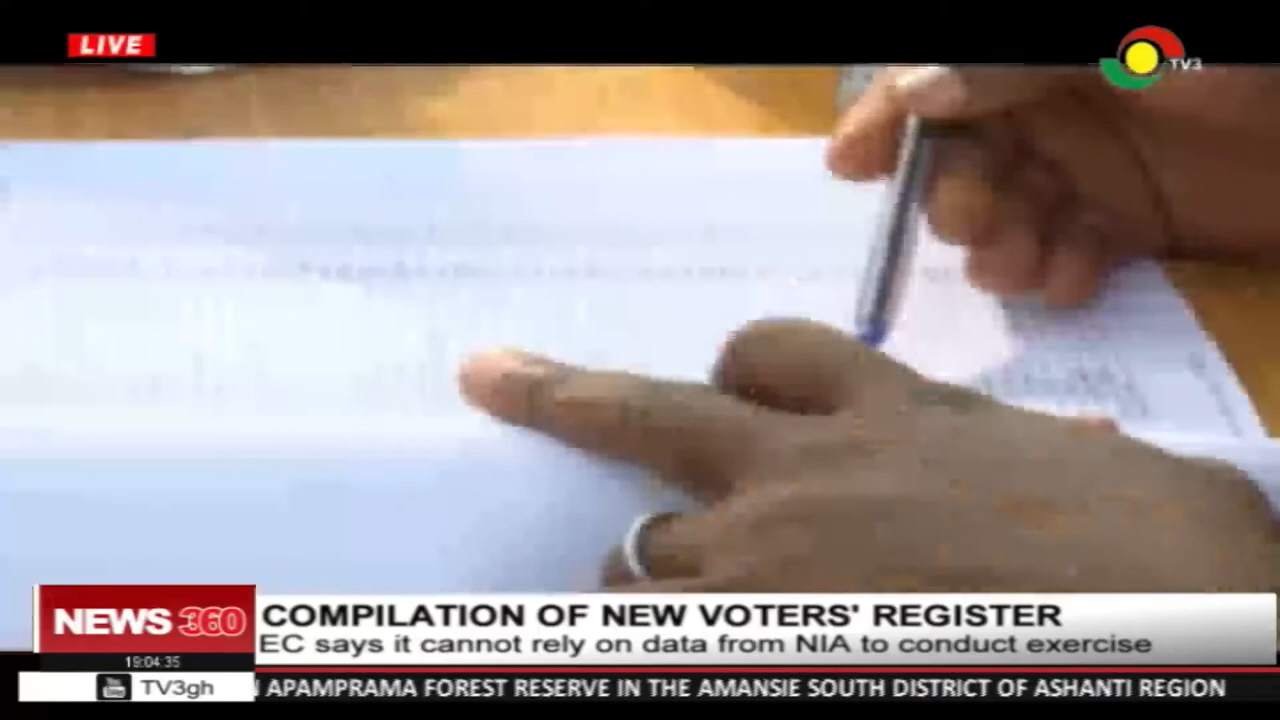 LIVE
TV3
NEWS 360
COMPILATION OF NEW VOTERS' REGISTER
EC says it cannot rely on data from NIA to conduct exercise
19:04:35
TV3gh
APAMPRAMA FOREST RESERVE IN THE AMANSIE SOUTH DISTRICT OF ASHANTI REGION